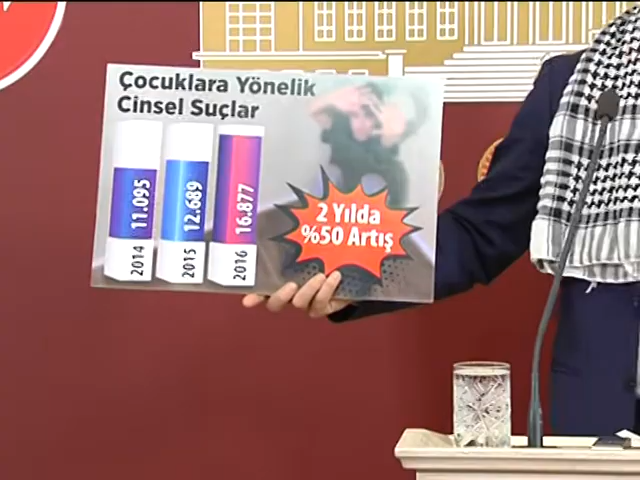 Çocuklara Yönelik
Cinsel Suçlar
11.095
12.689
16.877
2014
2015
2016
2 Yılda
%50 Artış